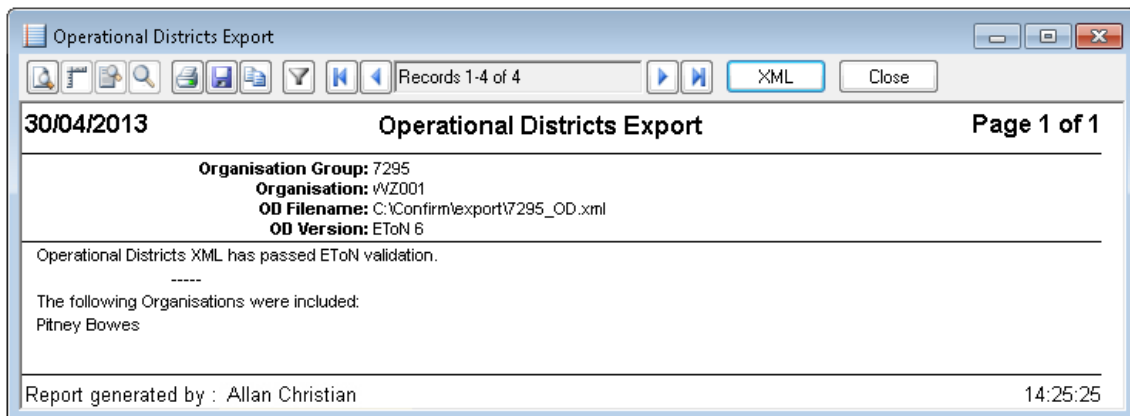 Operational Districts Export
Records 1-4 of 4 XML Close
30/04/2013 Operational Districts Export Page 1 of 1
Organisation Group: 7295
Organisation: WZ001
OD Filename: C:\Confirm\export\7295_OD.xml
OD Version: EToN 6
Operational Districts XML has passed EToN validation.
-----
The following Organisations were included:
Pitney Bowes
Report generated by : Allan Christian 14:25:25